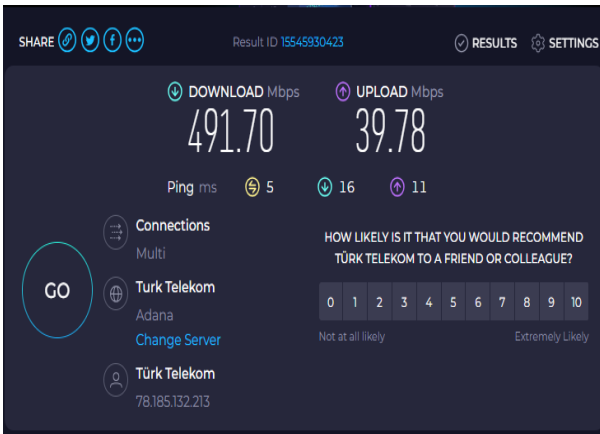 SHARE
Result ID 15545930423
RESULTS
SETTINGS
DOWNLOAD Mbps
UPLOAD Mbps
491.70
39.78
Ping ms 5 16 11
Connections
Multi
Turk Telekom
Adana
Change Server
Türk Telekom
78.185.132.213
GO
HOW LIKELY IS IT THAT YOU WOULD RECOMMEND
TÜRK TELEKOM TO A FRIEND OR COLLEAGUE?
0 1 2 3 4 5 6 7 8 9 10
Not at all likely
Extremely Likely